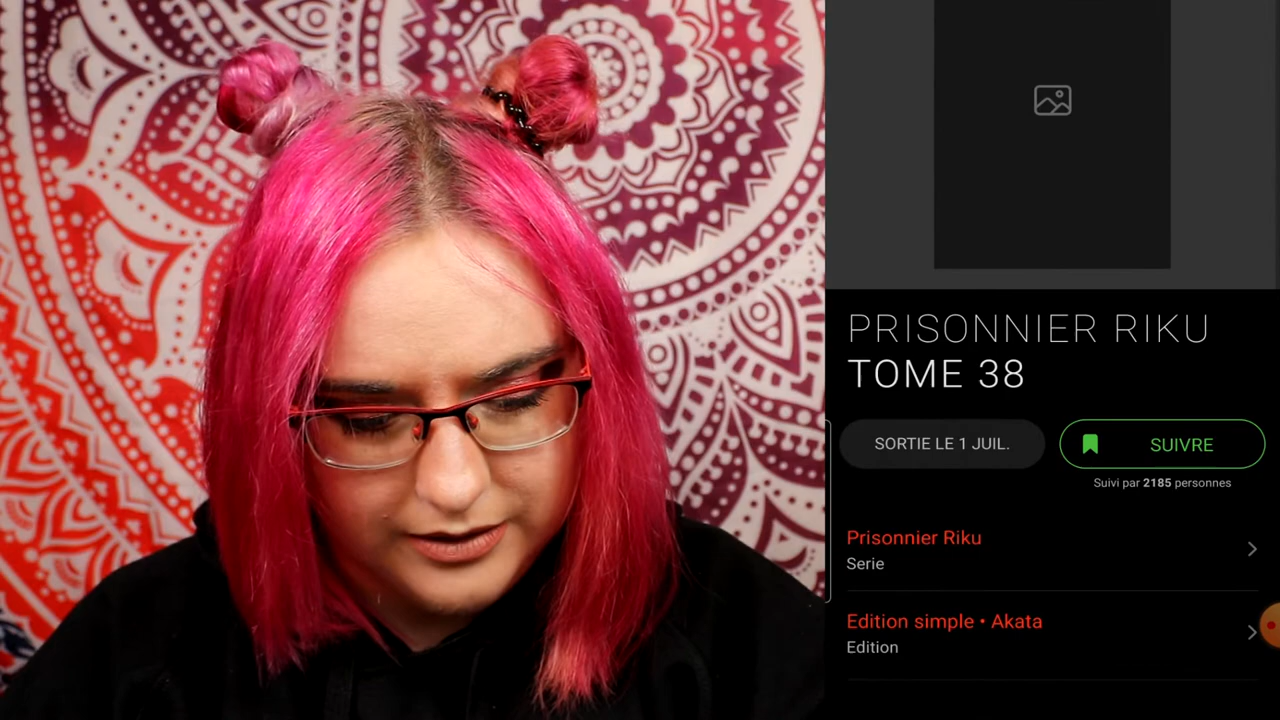 PRISONNIER RIKU
TOME 38
SORTIE LE 1 JUIL.
SUIVRE
Suivi par 2185 personnes
Prisonnier Riku
Serie
Edition simple • Akata
Edition